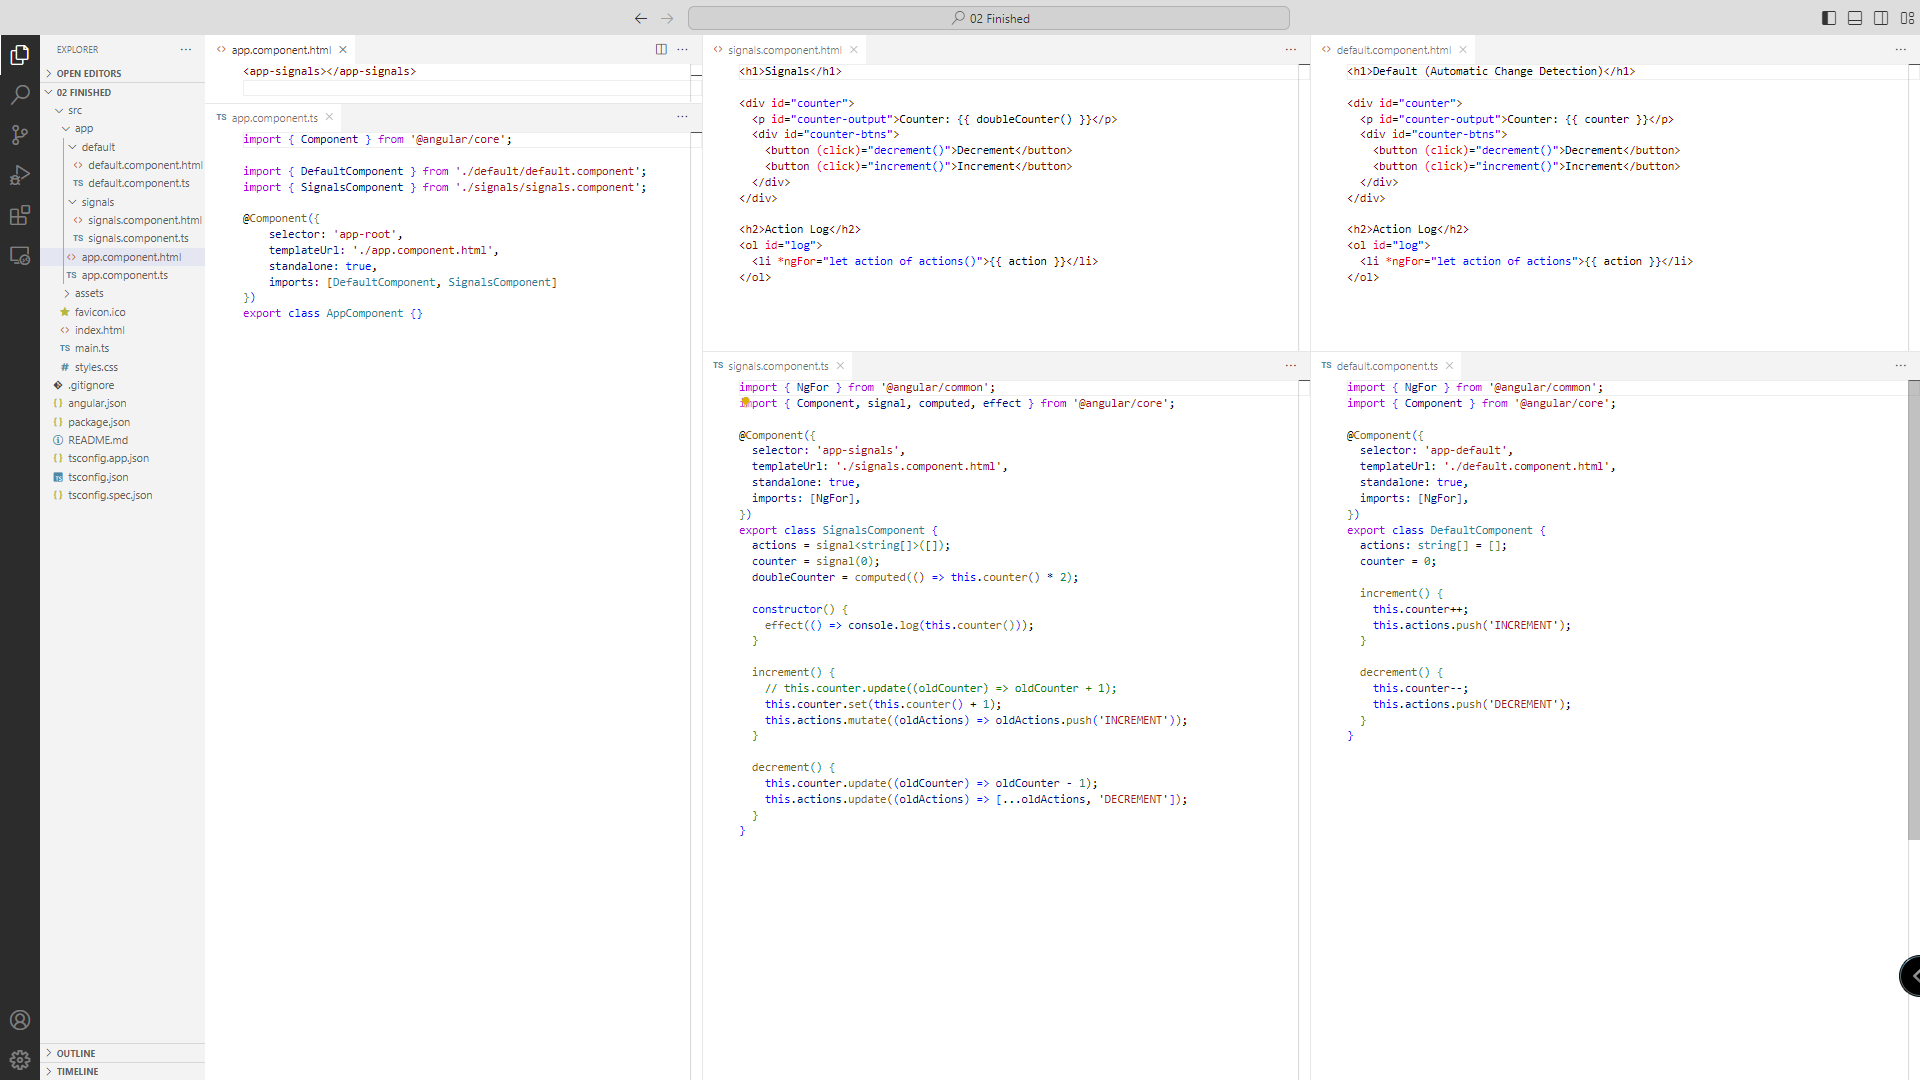 02 Finished
EXPLORER
OPEN EDITORS
02 FINISHED
src
app
default
default.component.html
TS default.component.ts
signals
signals.component.html
TS signals.component.ts
app.component.html
TS app.component.ts
assets
favicon.ico
index.html
TS main.ts
# styles.css
.gitignore
{} angular.json
{} package.json
README.md
{} tsconfig.app.json
tsconfig.json
{} tsconfig.spec.json
OUTLINE
TIMELINE
app.component.html
<app-signals></app-signals>
TS app.component.ts
import { Component } from '@angular/core';
import { DefaultComponent } from './default/default.component';
import { SignalsComponent } from './signals/signals.component';
@Component({
    selector: 'app-root',
    templateUrl: './app.component.html',
    standalone: true,
    imports: [DefaultComponent, SignalsComponent]
})
export class AppComponent {}
signals.component.html
<h1>Signals</h1>
<div id="counter">
  <p id="counter-output">Counter: {{ doubleCounter() }}</p>
  <div id="counter-btns">
    <button (click)="decrement()">Decrement</button>
    <button (click)="increment()">Increment</button>
  </div>
</div>
<h2>Action Log</h2>
<ol id="log">
  <li *ngFor="let action of actions()">{{ action }}</li>
</ol>
TS signals.component.ts
import { NgFor } from '@angular/common';
import { Component, signal, computed, effect } from '@angular/core';
@Component({
  selector: 'app-signals',
  templateUrl: './signals.component.html',
  standalone: true,
  imports: [NgFor],
})
export class SignalsComponent {
  actions = signal<string[]>([]);
  counter = signal(0);
  doubleCounter = computed(() => this.counter() * 2);
  constructor() {
    effect(() => console.log(this.counter()));
  }
  increment() {
    // this.counter.update((oldCounter) => oldCounter + 1);
    this.counter.set(this.counter() + 1);
    this.actions.mutate((oldActions) => oldActions.push('INCREMENT'));
  }
  decrement() {
    this.counter.update((oldCounter) => oldCounter - 1);
    this.actions.update((oldActions) => [...oldActions, 'DECREMENT']);
  }
}
default.component.html
<h1>Default (Automatic Change Detection)</h1>
<div id="counter">
  <p id="counter-output">Counter: {{ counter }}</p>
  <div id="counter-btns">
    <button (click)="decrement()">Decrement</button>
    <button (click)="increment()">Increment</button>
  </div>
</div>
<h2>Action Log</h2>
<ol id="log">
  <li *ngFor="let action of actions">{{ action }}</li>
</ol>
TS default.component.ts
import { NgFor } from '@angular/common';
import { Component } from '@angular/core';
@Component({
  selector: 'app-default',
  templateUrl: './default.component.html',
  standalone: true,
  imports: [NgFor],
})
export class DefaultComponent {
  actions: string[] = [];
  counter = 0;
  increment() {
    this.counter++;
    this.actions.push('INCREMENT');
  }
  decrement() {
    this.counter--;
    this.actions.push('DECREMENT');
  }
}